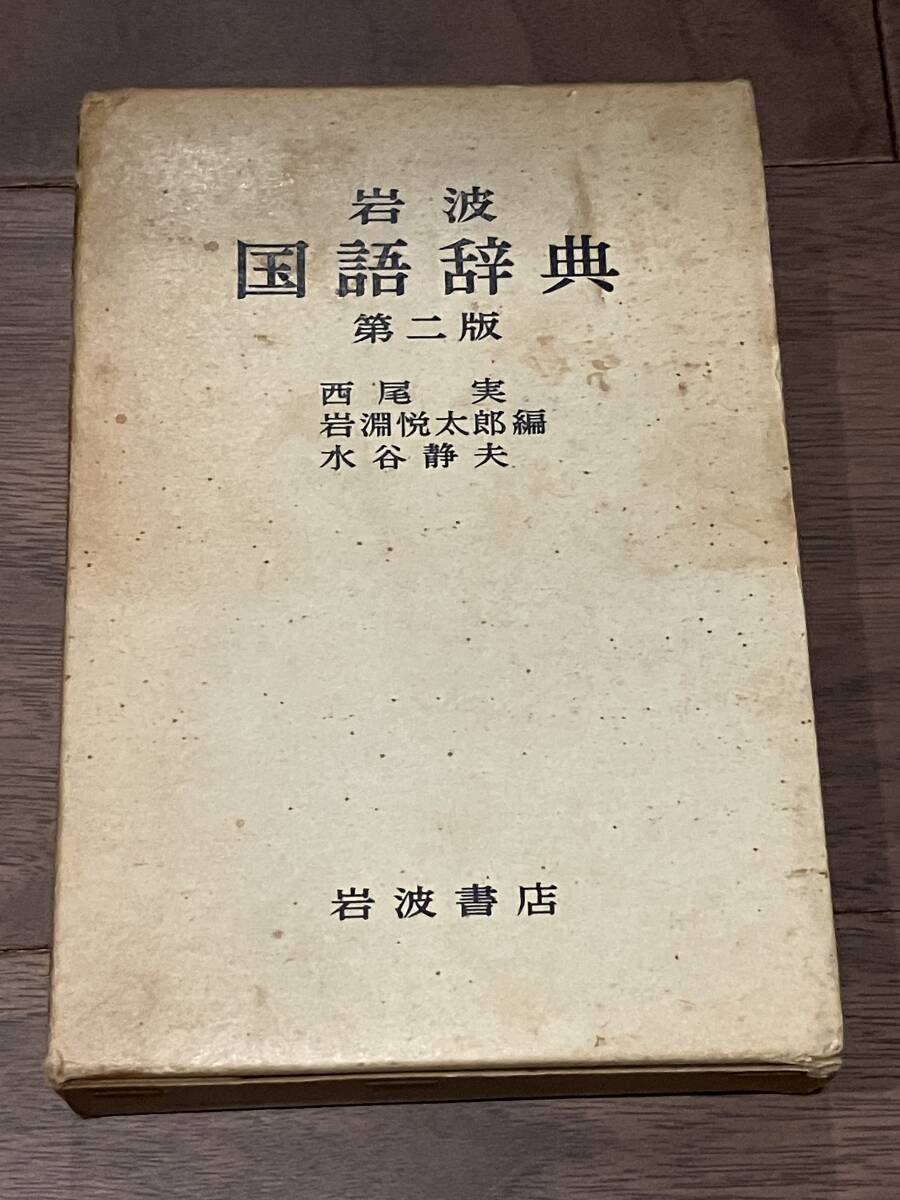 岩波
国語辞典
第二版
西尾 実
岩淵悦太郎編
水谷静夫
岩波書店